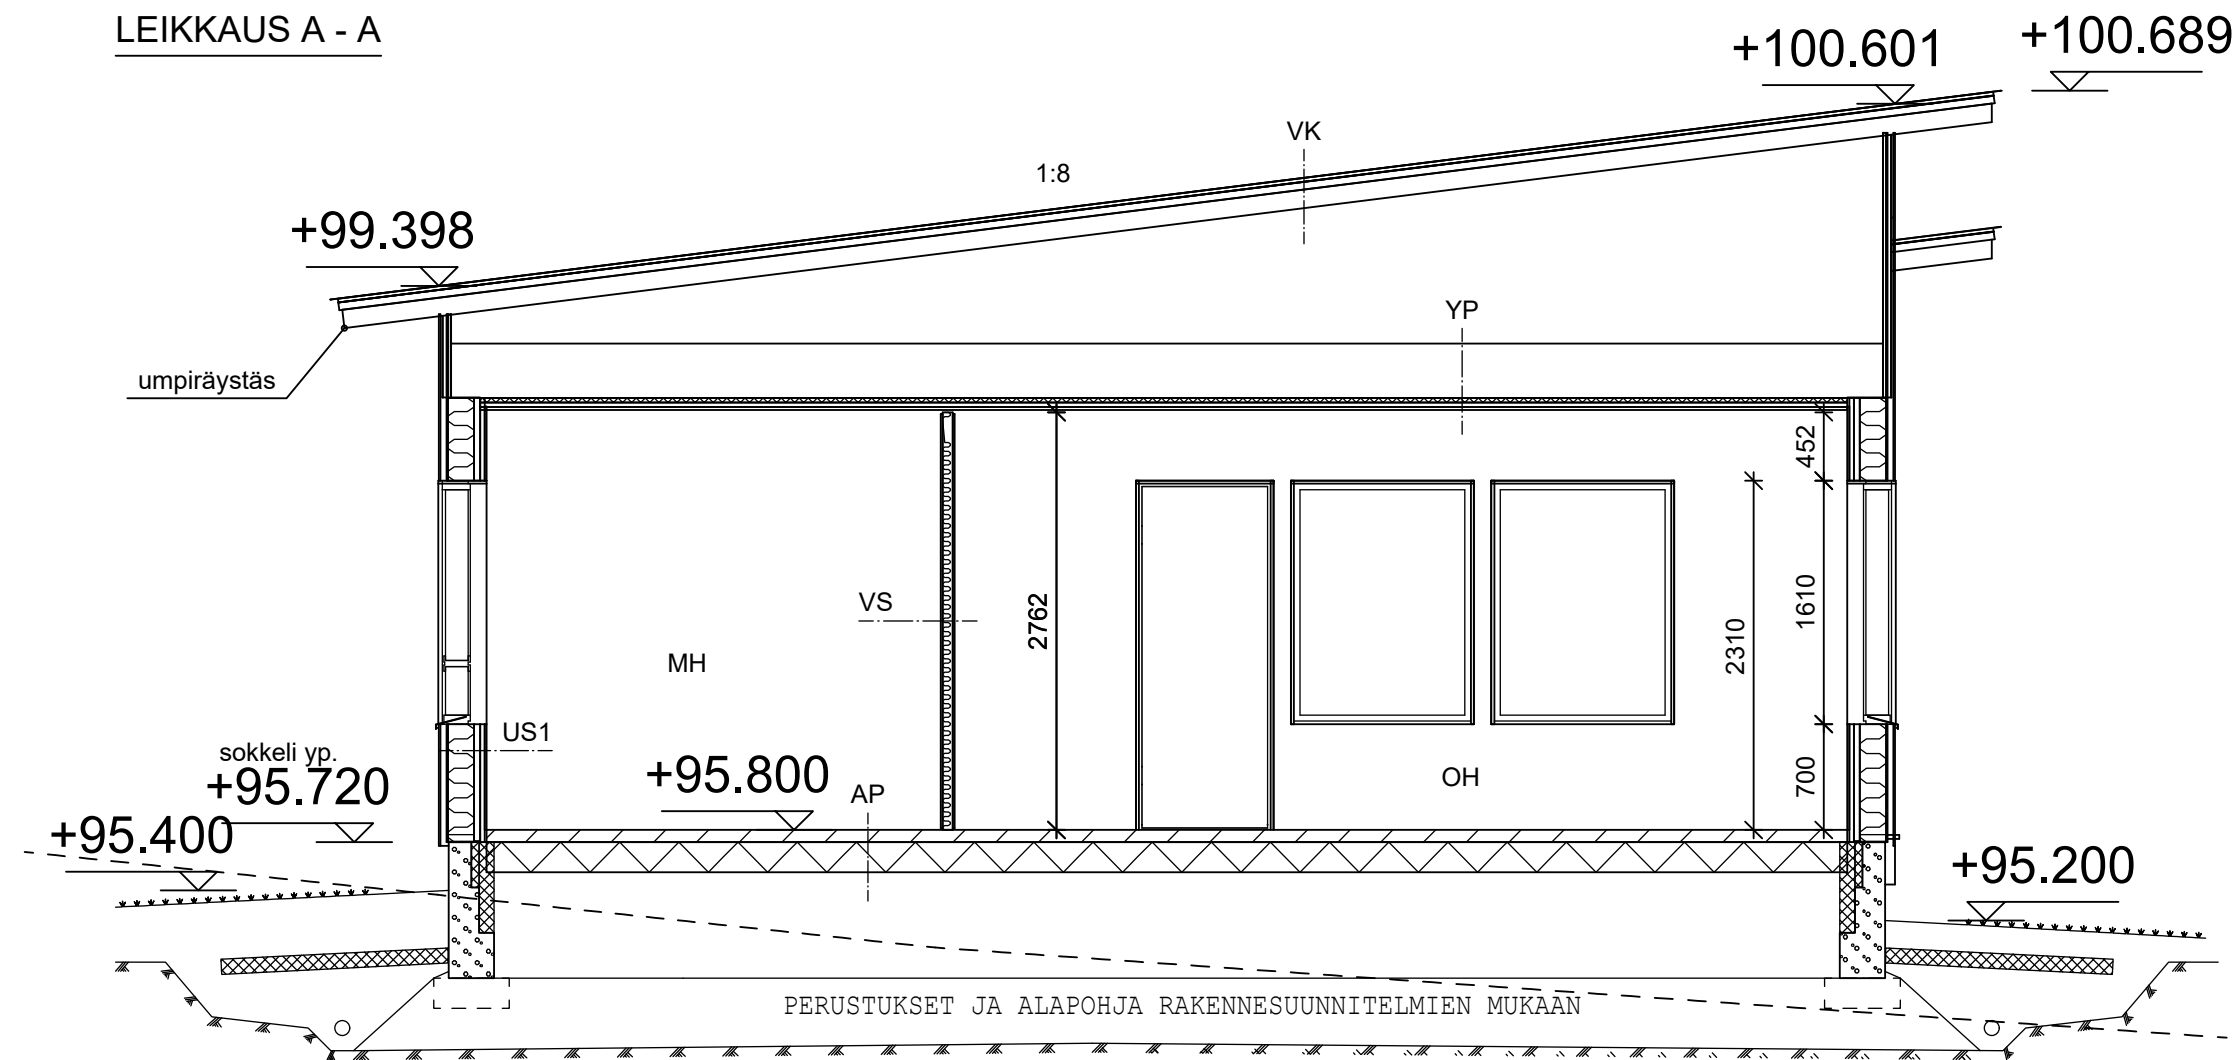 LEIKKAUS A - A
+100.601
+100.689
VK
1:8
+99.398
YP
umpiräystäs
452
2762
1610
2310
VS
MH
US1
sokkeli yp.
+95.720
+95.800
AP
OH
700
+95.400
+95.200
PERUSTUKSET JA ALAPOHJA RAKENNESUUNNITELMIEN MUKAAN